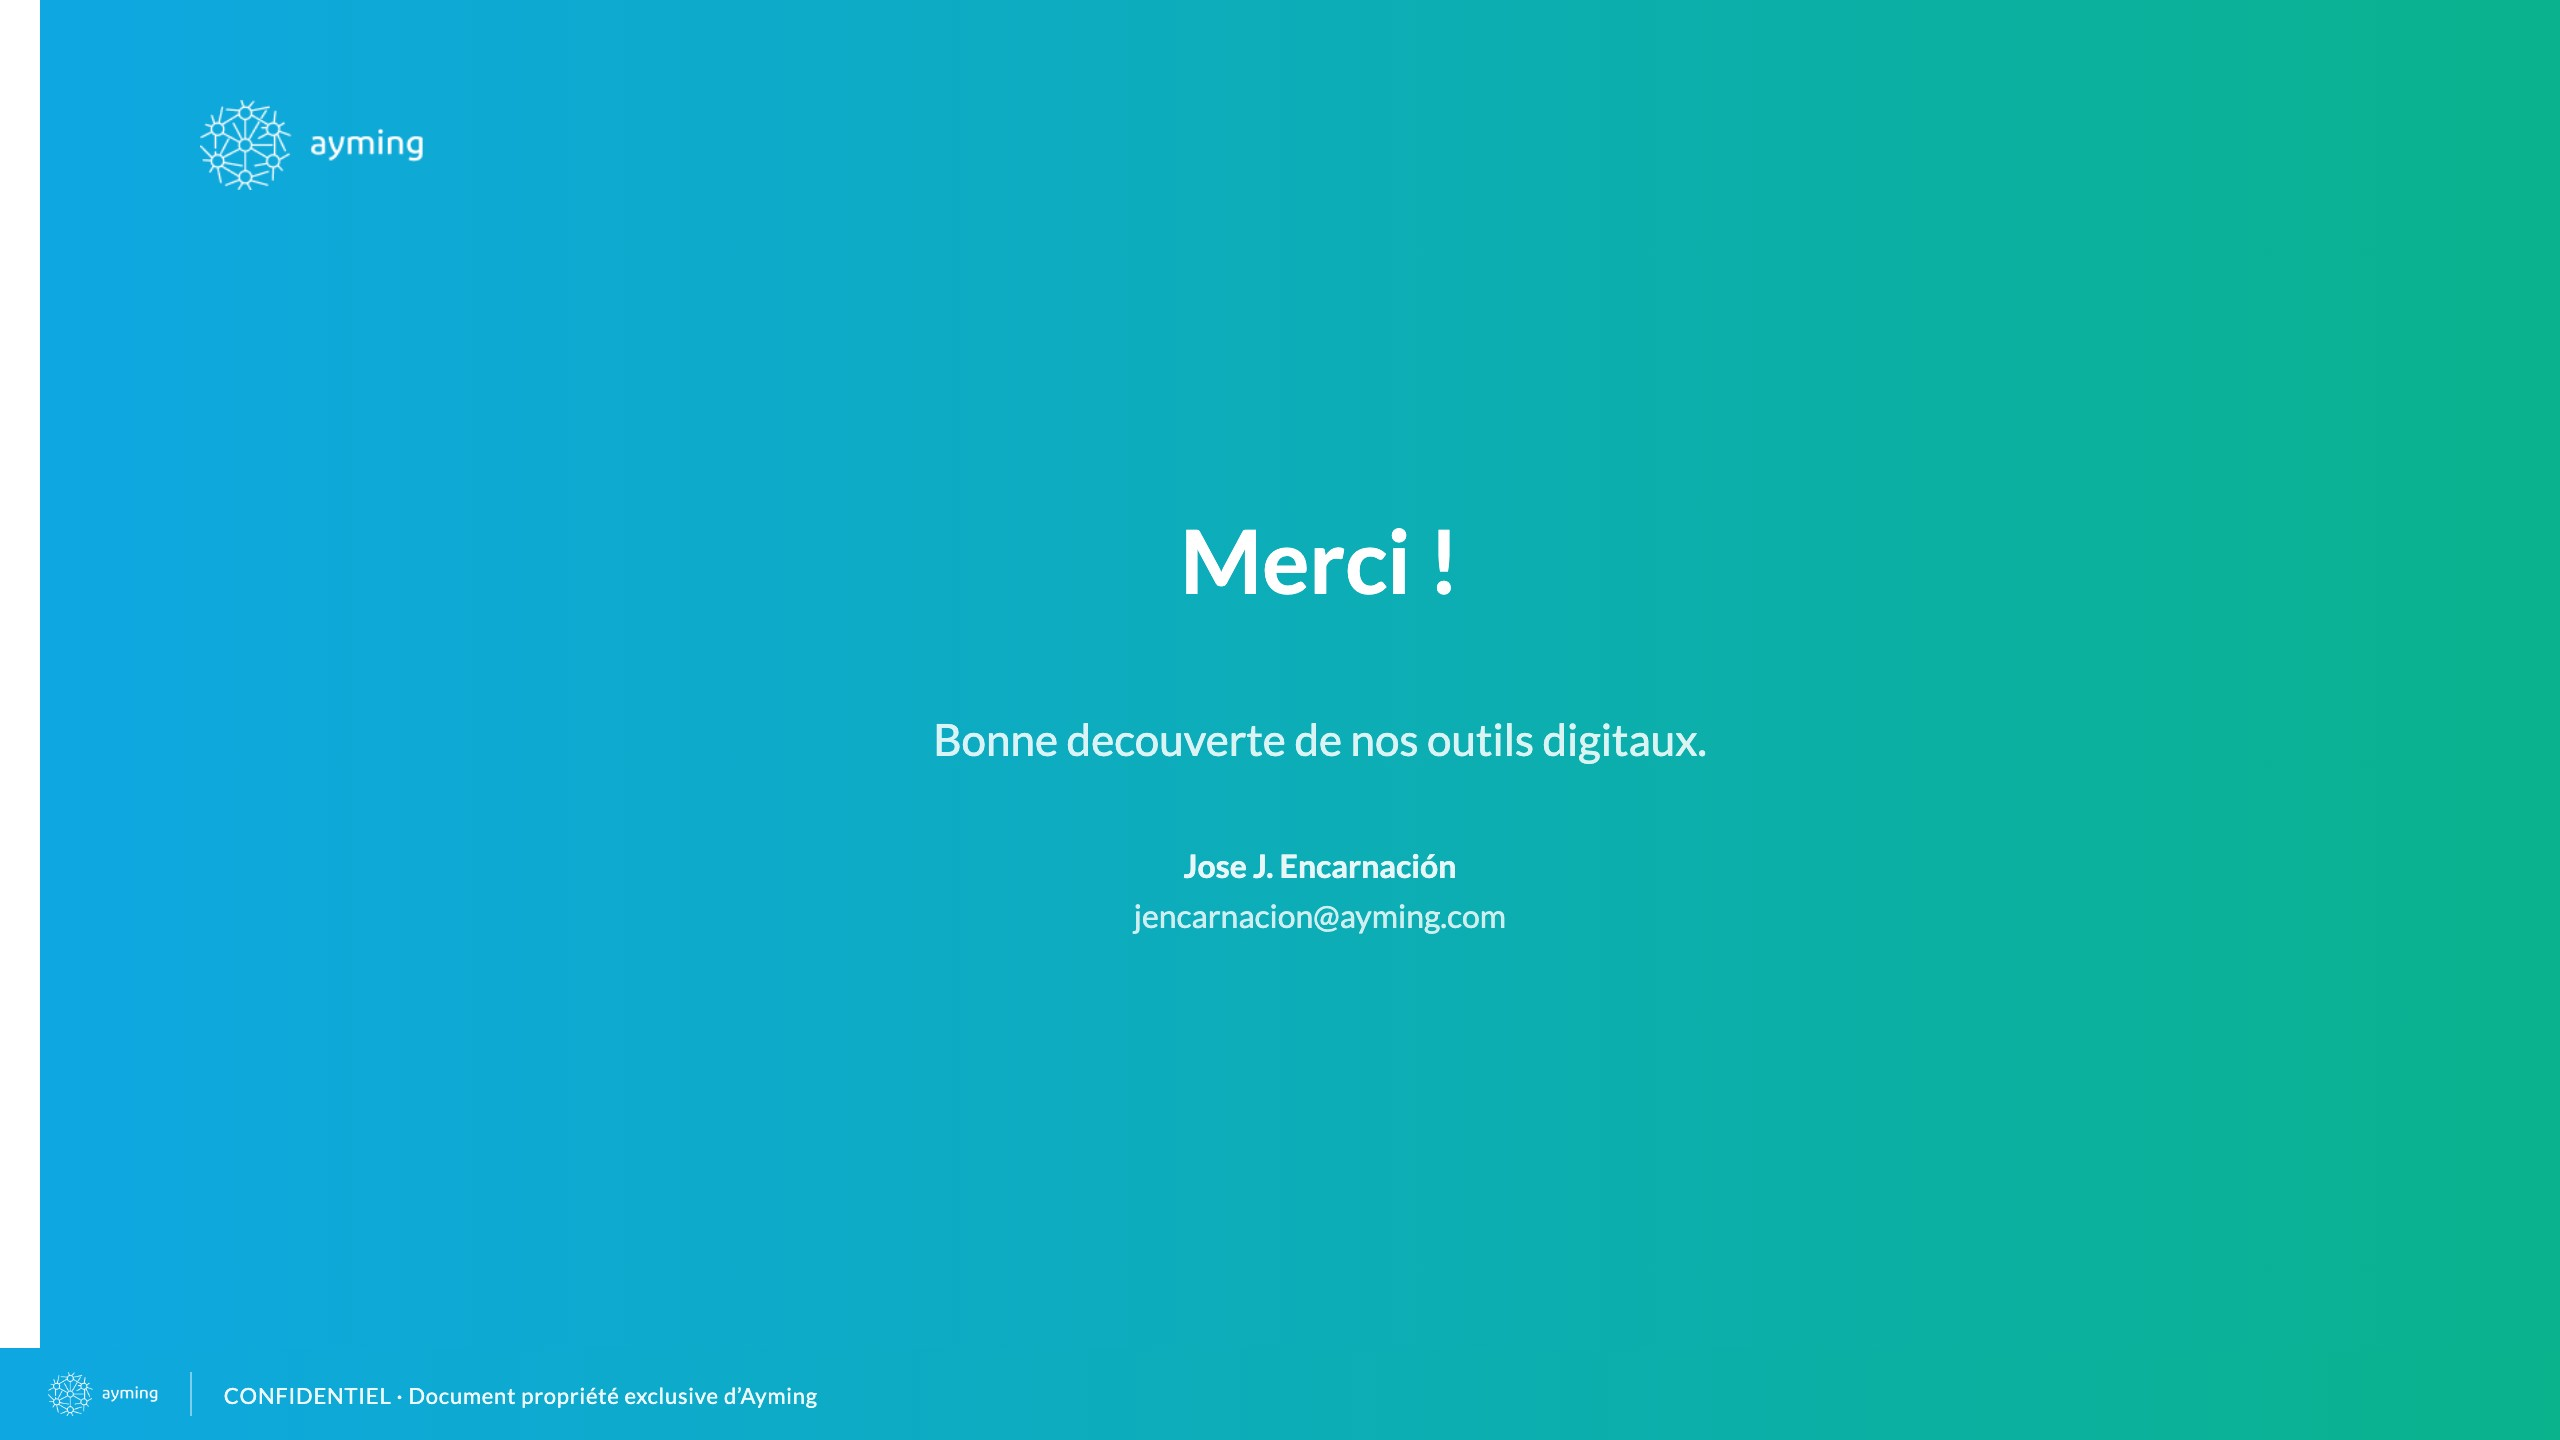 ayming
Merci !
Bonne decouverte de nos outils digitaux.
Jose J. Encarnación
jencarnacion@ayming.com
ayming
CONFIDENTIEL · Document propriété exclusive d’Ayming